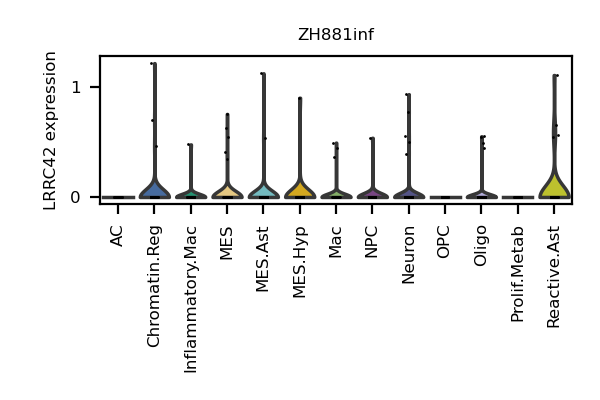 ZH881inf
LRRC42 expression
1
0
AC
Chromatin.Reg
Inflammatory.Mac
MES
MES.Ast
MES.Hyp
Mac
NPC
Neuron
OPC
Oligo
Prolif.Metab
Reactive.Ast